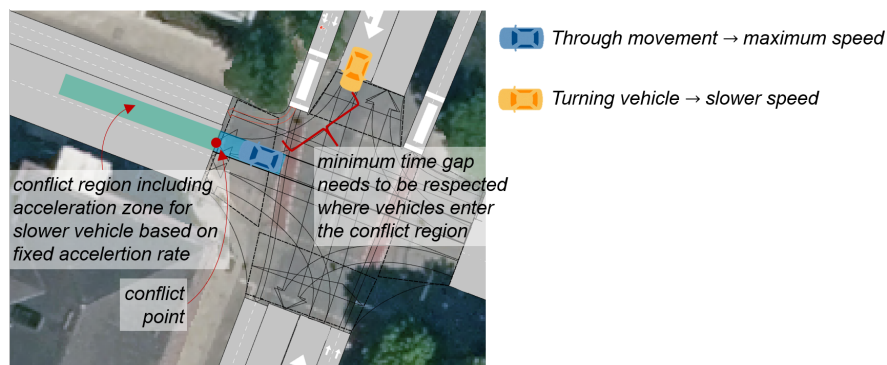 Through movement → maximum speed
Turning vehicle → slower speed
conflict region including
acceleration zone for
slower vehicle based on
fixed accelertion rate
minimum time gap
needs to be respected
where vehicles enter
the conflict region
conflict
point